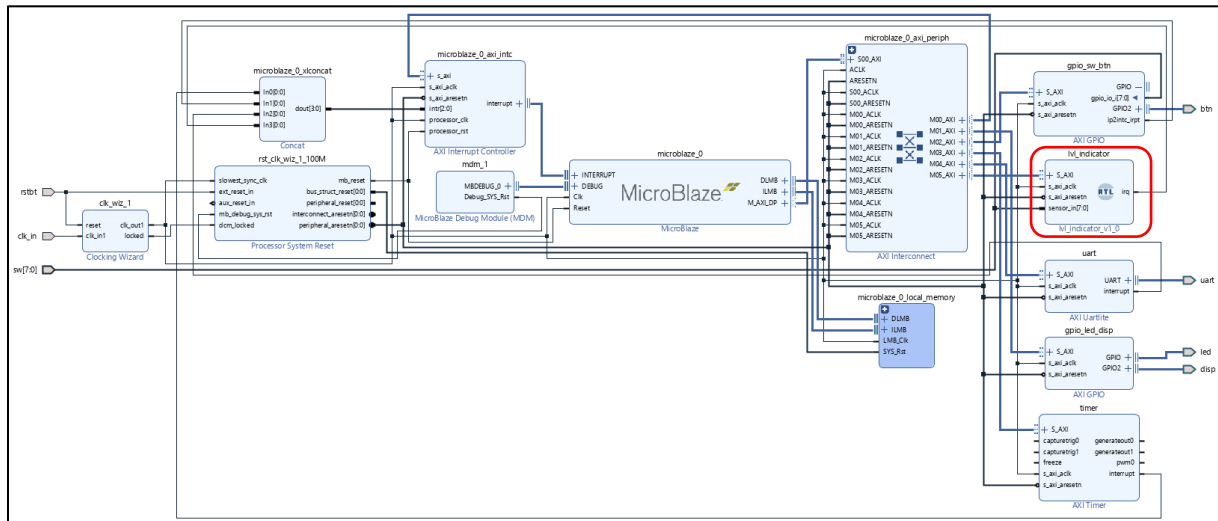 microblaze_0_xlconcat
In0[0:0]
In1[0:0]
In2[0:0]
In3[0:0]
dout[3:0]
Concat
microblaze_0_axi_intc
s_axi
s_axi_aclk
s_axi_aresetn
intr[2:0]
processor_clk
processor_rst
interrupt
AXI Interrupt Controller
rst_clk_wiz_1_100M
slowest_sync_clk
ext_reset_in
aux_reset_in
mb_debug_sys_rst
dcm_locked
mb_reset
bus_struct_reset[0:0]
peripheral_reset[0:0]
interconnect_aresetn[0:0]
peripheral_aresetn[0:0]
Processor System Reset
rstbt
clk_in
sw[7:0]
clk_wiz_1
reset
clk_in1
clk_out1
locked
Clocking Wizard
mdm_1
MBDEBUG_0
Debug_SYS_Rst
MicroBlaze Debug Module (MDM)
microblaze_0
INTERRUPT
DEBUG
Clk
Reset
MicroBlaze
DLMB
ILMB
M_AXI_DP
MicroBlaze
microblaze_0_axi_periph
S00_AXI
ACLK
ARESETN
S00_ACLK
S00_ARESETN
M00_ACLK
M00_ARESETN
M01_ACLK
M01_ARESETN
M02_ACLK
M02_ARESETN
M03_ACLK
M03_ARESETN
M04_ACLK
M04_ARESETN
M05_ACLK
M05_ARESETN
M00_AXI
M01_AXI
M02_AXI
M03_AXI
M04_AXI
M05_AXI
AXI Interconnect
microblaze_0_local_memory
DLMB
ILMB
LMB_Clk
SYS_Rst
gpio_sw_btn
S_AXI
s_axi_aclk
s_axi_aresetn
GPIO
gpio_io_i[7:0]
GPIO2
ip2intc_irpt
AXI GPIO
btn
lvl_indicator
S_AXI
s_axi_aclk
s_axi_aresetn
sensor_in[7:0]
RTL
irq
lvl_indicator_v1_0
uart
S_AXI
s_axi_aclk
s_axi_aresetn
UART
interrupt
AXI Uartlite
uart
gpio_led_disp
S_AXI
s_axi_aclk
s_axi_aresetn
GPIO
GPIO2
AXI GPIO
led
disp
timer
S_AXI
capturetrig0
capturetrig1
freeze
s_axi_aclk
s_axi_aresetn
generateout0
generateout1
pwm0
interrupt
AXI Timer